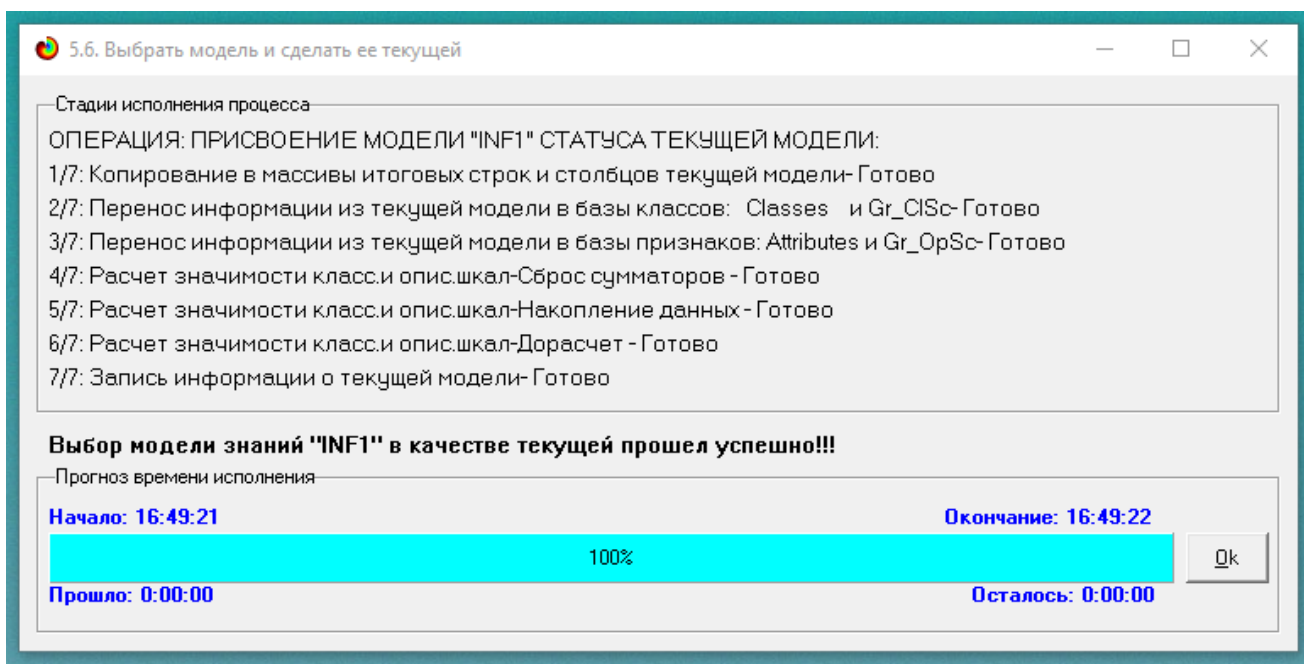 5.6. Выбрать модель и сделать ее текущей
Стадии исполнения процесса
ОПЕРАЦИЯ: ПРИСВОЕНИЕ МОДЕЛИ "INF1" СТАТУСА ТЕКУЩЕЙ МОДЕЛИ:
1/7: Копирование в массивы итоговых строк и столбцов текущей модели- Готово
2/7: Перенос информации из текущей модели в базы классов: Classes и Gr_ClSc- Готово
3/7: Перенос информации из текущей модели в базы признаков: Attributes и Gr_OpSc- Готово
4/7: Расчет значимости класс.и опис.шкал-Сброс сумматоров - Готово
5/7: Расчет значимости класс.и опис.шкал-Накопление данных - Готово
6/7: Расчет значимости класс.и опис.шкал-Дорасчет - Готово
7/7: Запись информации о текущей модели- Готово
Выбор модели знаний "INF1" в качестве текущей прошел успешно!!!
Прогноз времени исполнения
Начало: 16:49:21 Окончание: 16:49:22
100% Ok
Прошло: 0:00:00 Осталось: 0:00:00